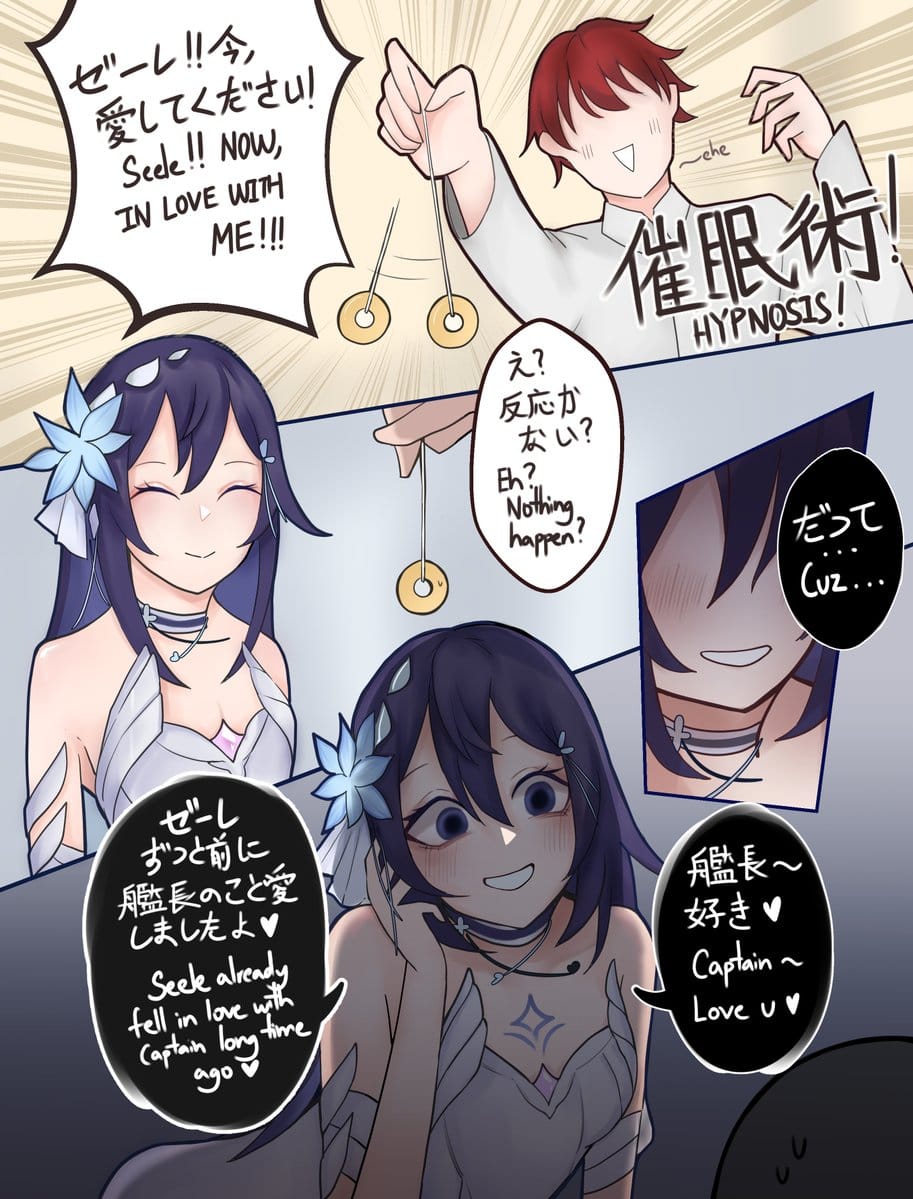 ゼーレ!!今,
愛してください!
Seele!! NOW,
IN LOVE WITH
ME!!!
~ehe
催眠術!
HYPNOSIS!
え?
反応か
ない?
Eh?
Nothing
happen?
だって
...
Cuz...
ゼーレ
ずっと前に
艦長のこと愛
しましたよ♥
Seele already
fell in love with
Captain long time
ago ♥
艦長～
好き♥
Captain~
Love u ♥